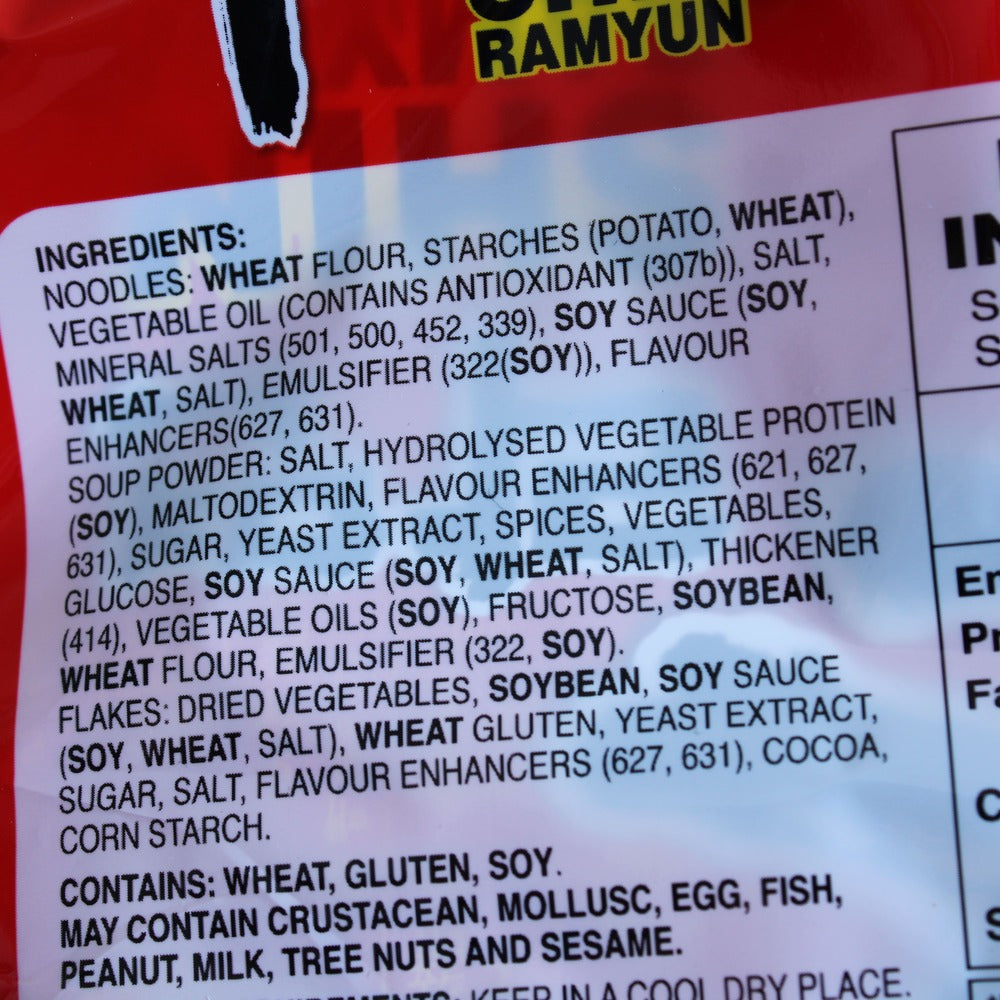 RAMYUN
INGREDIENTS:
NOODLES: WHEAT FLOUR, STARCHES (POTATO, WHEAT),
VEGETABLE OIL (CONTAINS ANTIOXIDANT (307b)), SALT,
MINERAL SALTS (501, 500, 452, 339), SOY SAUCE (SOY,
WHEAT, SALT), EMULSIFIER (322(SOY)), FLAVOUR
ENHANCERS(627, 631).
SOUP POWDER: SALT, HYDROLYSED VEGETABLE PROTEIN
(SOY), MALTODEXTRIN, FLAVOUR ENHANCERS (621, 627,
631), SUGAR, YEAST EXTRACT, SPICES, VEGETABLES,
GLUCOSE, SOY SAUCE (SOY, WHEAT, SALT), THICKENER
(414), VEGETABLE OILS (SOY), FRUCTOSE, SOYBEAN,
WHEAT FLOUR, EMULSIFIER (322, SOY).
FLAKES: DRIED VEGETABLES, SOYBEAN, SOY SAUCE
(SOY, WHEAT, SALT), WHEAT GLUTEN, YEAST EXTRACT,
SUGAR, SALT, FLAVOUR ENHANCERS (627, 631), COCOA,
CORN STARCH.
CONTAINS: WHEAT, GLUTEN, SOY.
MAY CONTAIN CRUSTACEAN, MOLLUSC, EGG, FISH,
PEANUT, MILK, TREE NUTS AND SESAME.
KEEP IN A COOL DRY PLACE.